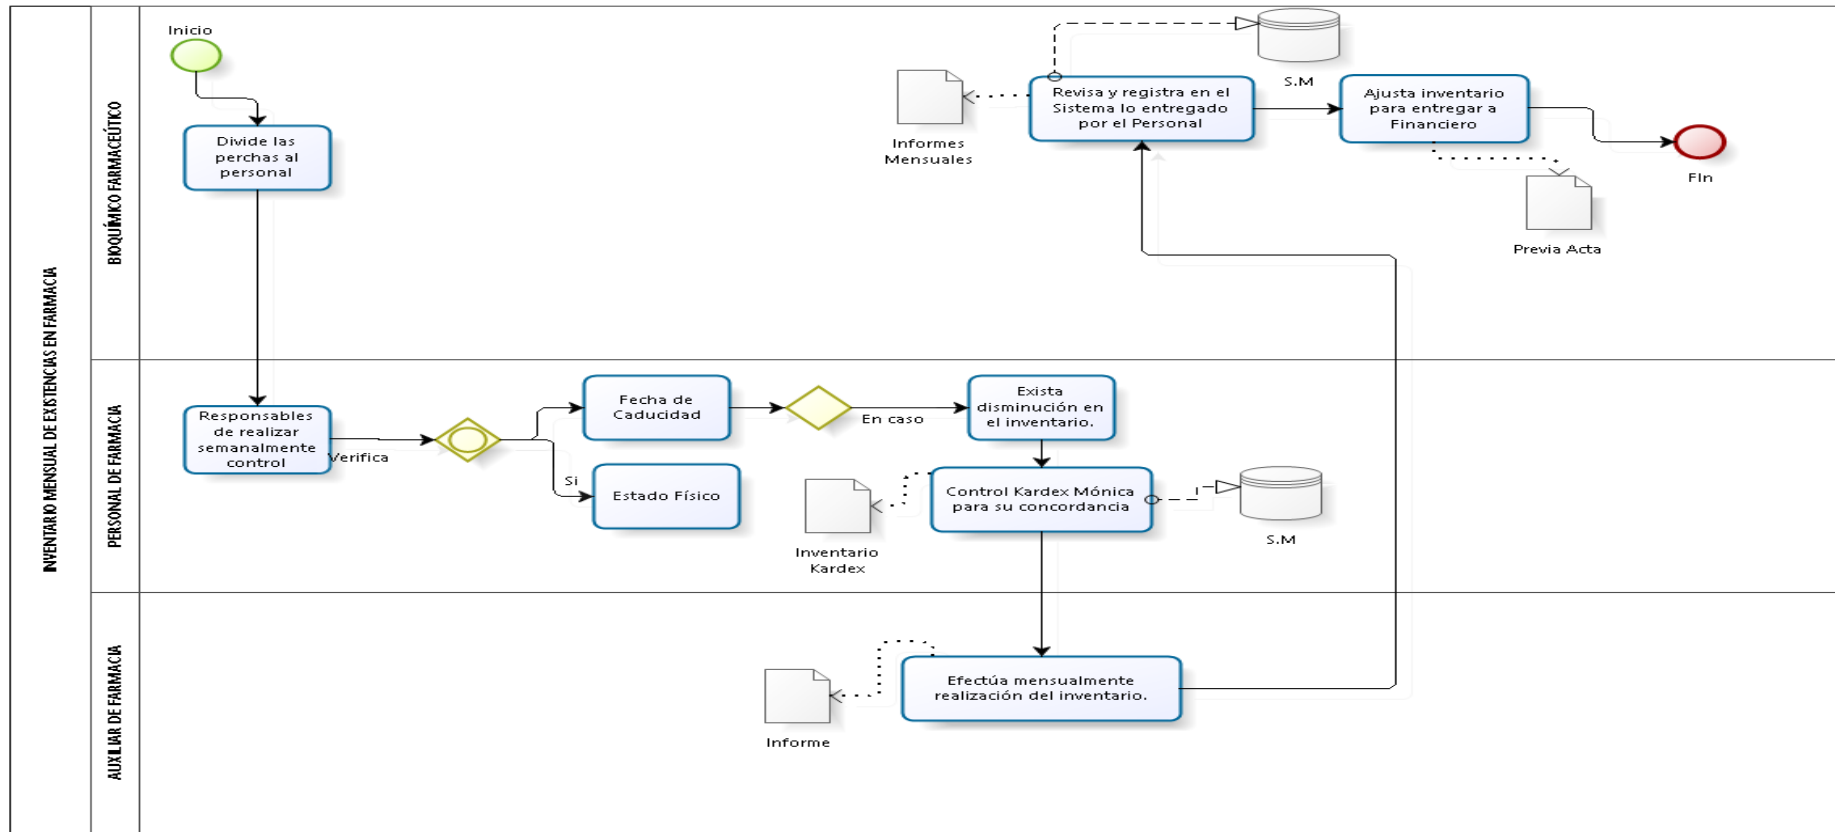 INVENTARIO MENSUAL DE EXISTENCIAS EN FARMACIA
BIOQUÍMICO FARMACEÚTICO
Inicio
Divide las
perchas al
personal
Informes
Mensuales
Revisa y registra en el
Sistema lo entregado
por el Personal
S.M
Ajusta inventario
para entregar a
Financiero
FIn
Previa Acta
PERSONAL DE FARMACIA
Responsables
de realizar
semanalmente
control
Verifica
Fecha de
Caducidad
Si
Estado Físico
En caso
Exista
disminución en
el inventario.
Control Kardex Mónica
para su concordancia
Inventario
Kardex
S.M
AUXILIAR DE FARMACIA
Efectúa mensualmente
realización del inventario.
Informe